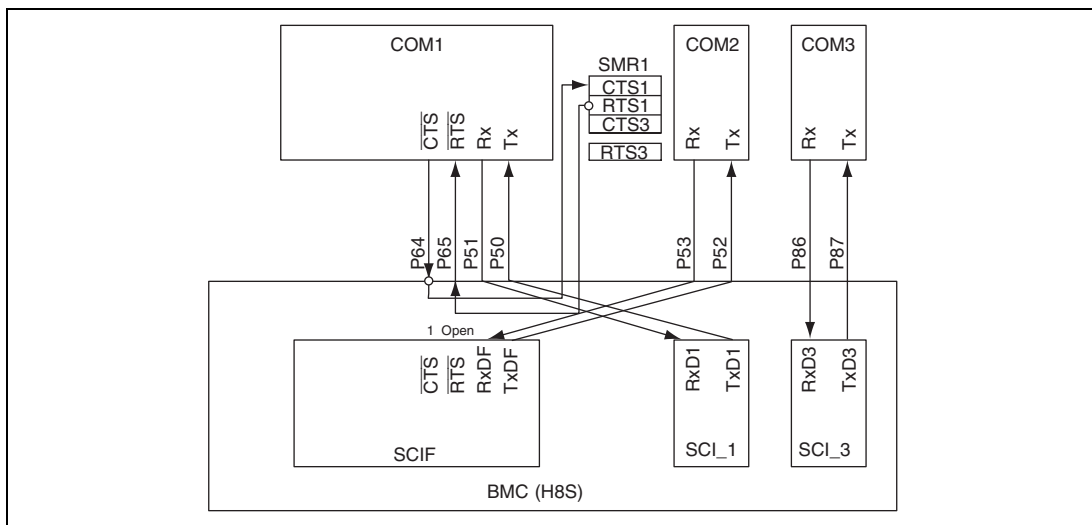 COM1
COM2
COM3
SMR1
CTS1
RTS1
CTS3
RTS3
CTS
RTS
Rx
Tx
Rx
Tx
Rx
Tx
P64
P65
P51
P50
P53
P52
P86
P87
1 Open
CTS
RTS
RxDF
TxDF
RxD1
TxD1
RxD3
TxD3
SCIF
SCI_1
SCI_3
BMC (H8S)